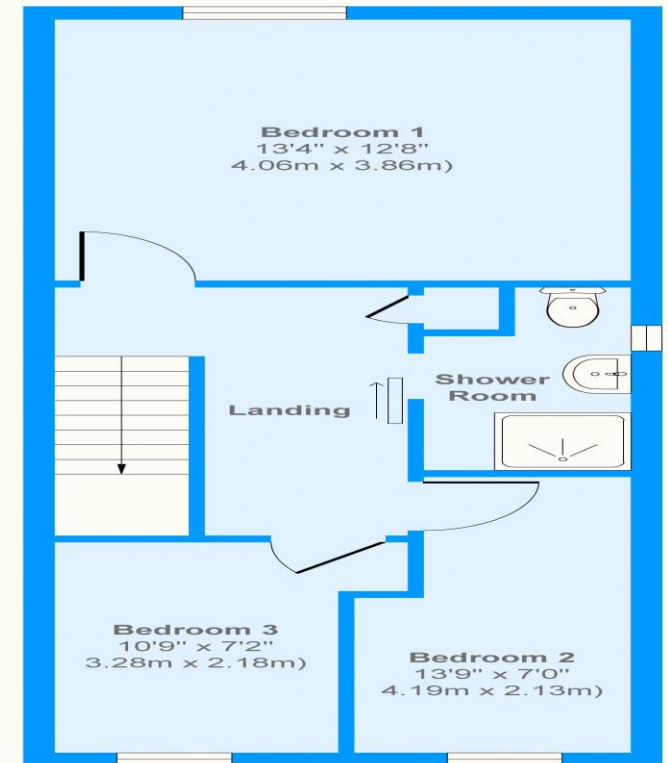 Bedroom 1
13'4" x 12'8"
4.06m x 3.86m)
Shower
Room
Landing
Bedroom 3
10'9" x 7'2"
3.28m x 2.18m)
Bedroom 2
13'9" x 7'0"
4.19m x 2.13m)